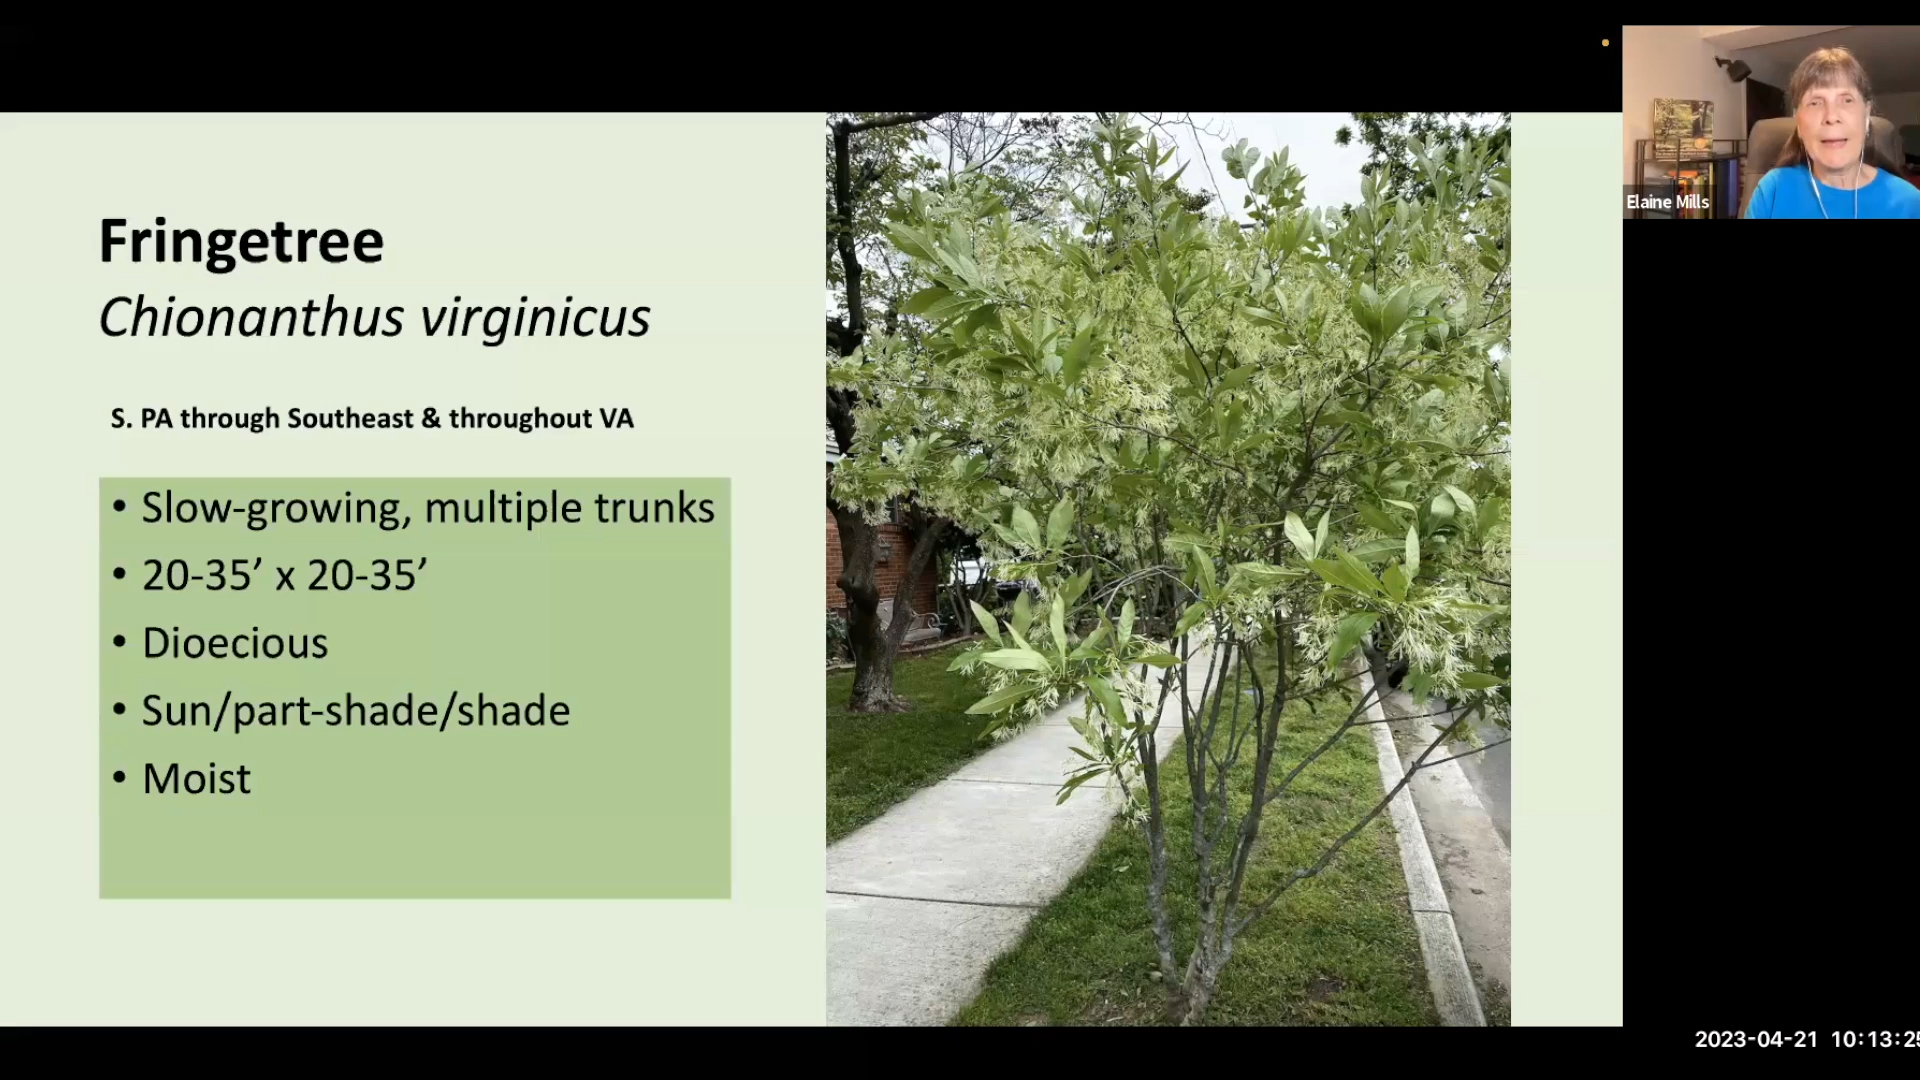 Fringetree
Chionanthus virginicus
S. PA through Southeast & throughout VA
• Slow-growing, multiple trunks
• 20-35’ x 20-35’
• Dioecious
• Sun/part-shade/shade
• Moist
Elaine Mills
2023-04-21 10:13:25